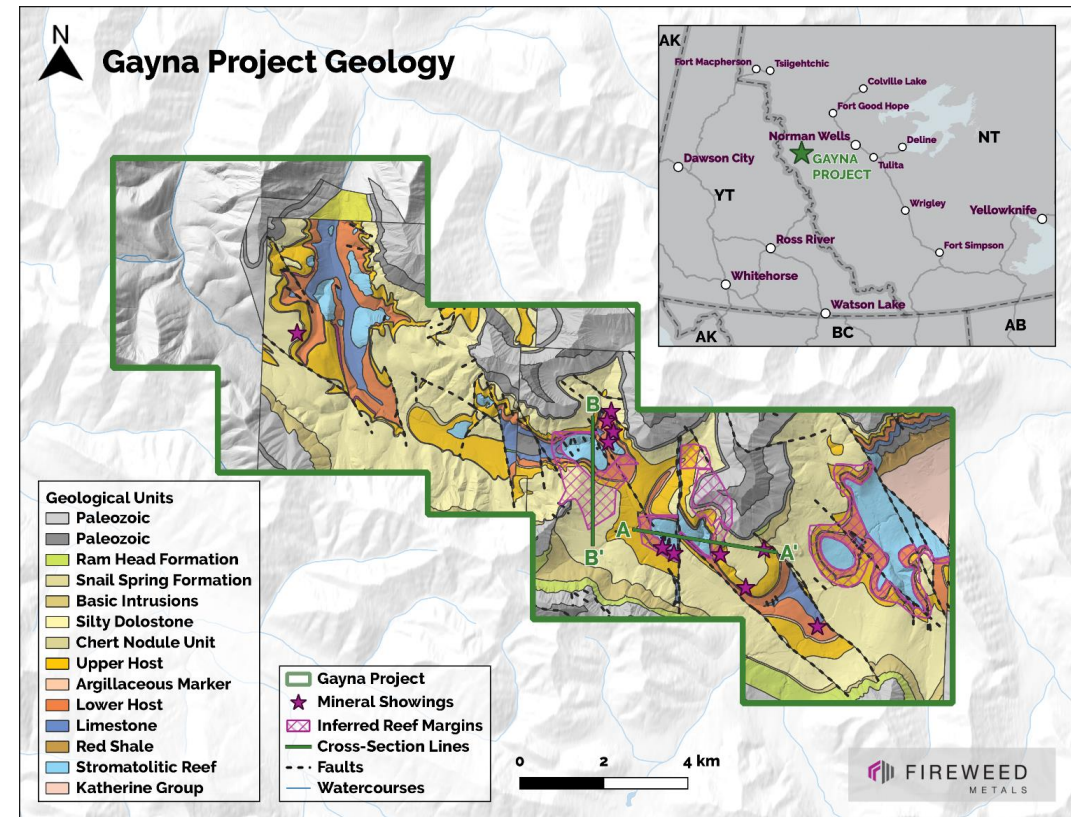 N
Gayna Project Geology
AK
Fort Macpherson
Tsiigehtchic
Colville Lake
Fort Good Hope
Norman Wells
Deline
NT
GAYNA
PROJECT
Tulita
Dawson City
YT
Wrigley
Yellowknife
Ross River
Fort Simpson
Whitehorse
Watson Lake
AK
BC
AB
B
A
A'
B'
Geological Units
Paleozoic
Paleozoic
Ram Head Formation
Snail Spring Formation
Basic Intrusions
Silty Dolostone
Chert Nodule Unit
Upper Host
Argillaceous Marker
Lower Host
Limestone
Red Shale
Stromatolitic Reef
Katherine Group
Gayna Project
Mineral Showings
Inferred Reef Margins
Cross-Section Lines
Faults
Watercourses
0 2 4 km
FIREWEED
METALS